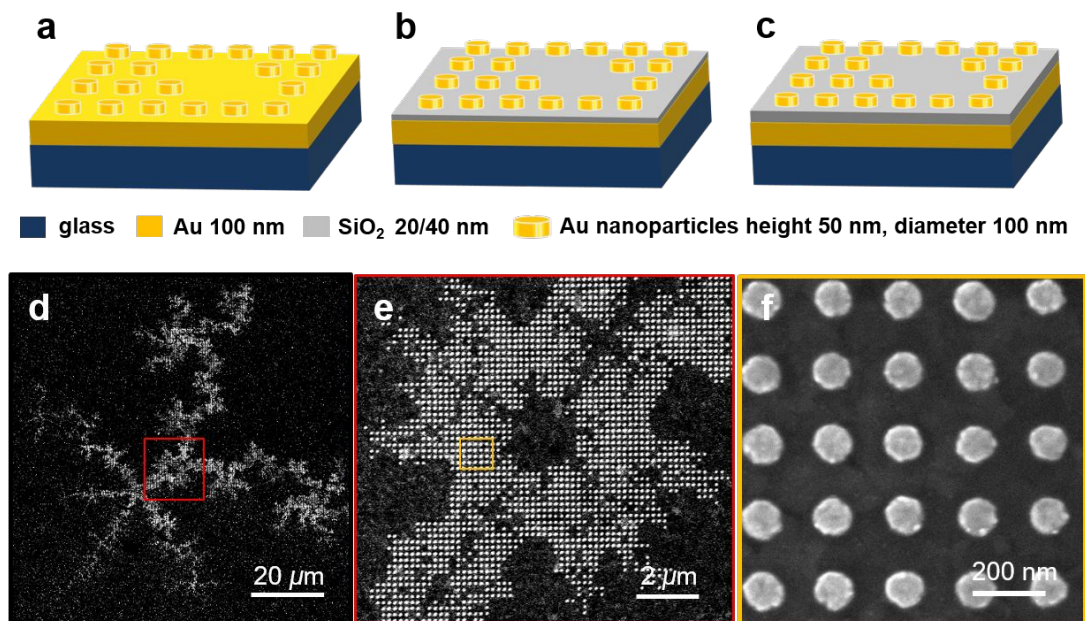 a
b
c
glass
Au 100 nm
SiO₂ 20/40 nm
Au nanoparticles height 50 nm, diameter 100 nm
d
e
f
20 µm
2 µm
200 nm